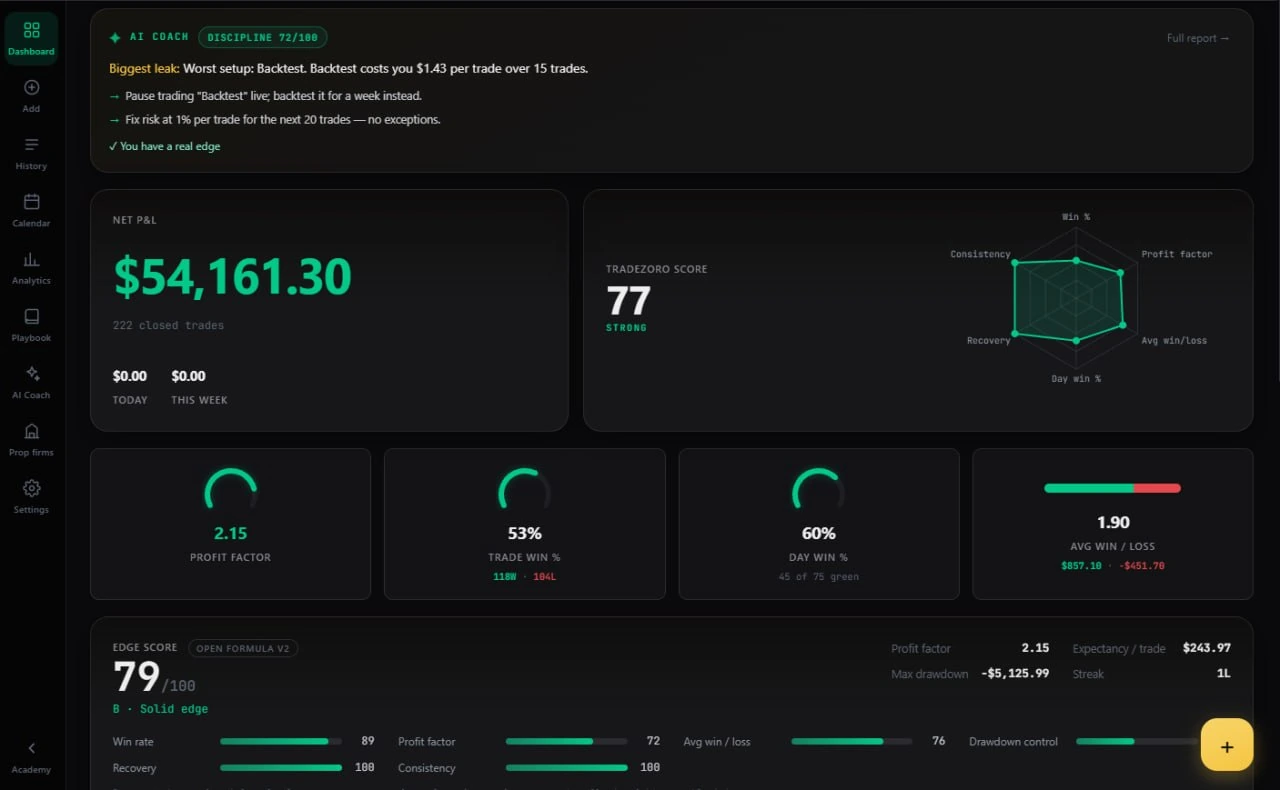 Dashboard
Add
History
Calendar
Analytics
Playbook
AI Coach
Prop firms
Settings
Academy
AI COACH
DISCIPLINE 72/100
Full report →
Biggest leak: Worst setup: Backtest. Backtest costs you $1.43 per trade over 15 trades.
→ Pause trading "Backtest" live; backtest it for a week instead.
→ Fix risk at 1% per trade for the next 20 trades — no exceptions.
✓ You have a real edge
NET P&L
$54,161.30
222 closed trades
$0.00 $0.00
TODAY THIS WEEK
TRADEZORO SCORE
77
STRONG
Win %
Consistency Profit factor
Recovery Avg win/loss
Day win %
2.15
PROFIT FACTOR
53%
TRADE WIN %
118W · 104L
60%
DAY WIN %
45 of 75 green
1.90
AVG WIN / LOSS
$857.10 · -$451.70
EDGE SCORE OPEN FORMULA V2
79/100
B · Solid edge
Profit factor 2.15 Expectancy / trade $243.97
Max drawdown -$5,125.99 Streak 1L
Win rate 89 Profit factor 72 Avg win / loss 76 Drawdown control
Recovery 100 Consistency 100
+